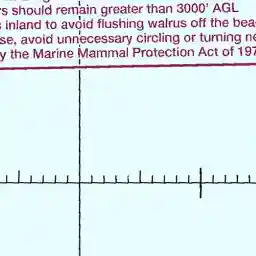 rs should remain greater than 3000' AGL
inland to avoid flushing walrus off the bea
se, avoid unnecessary circling or turning ne
y the Marine Mammal Protection Act of 197